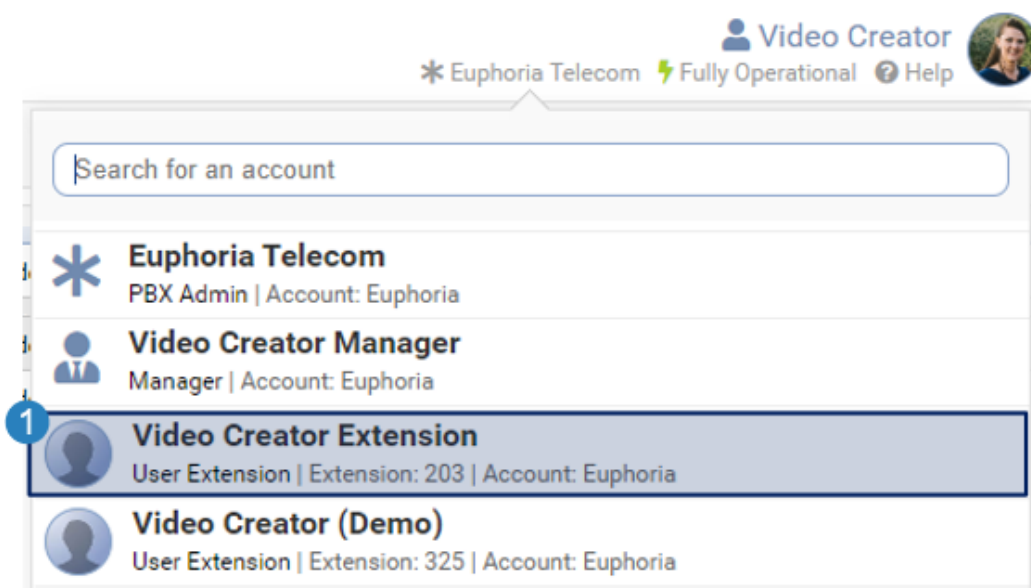 Video Creator
Euphoria Telecom Fully Operational Help
Search for an account
Euphoria Telecom
PBX Admin | Account: Euphoria
Video Creator Manager
Manager | Account: Euphoria
1
Video Creator Extension
User Extension | Extension: 203 | Account: Euphoria
Video Creator (Demo)
User Extension | Extension: 325 | Account: Euphoria